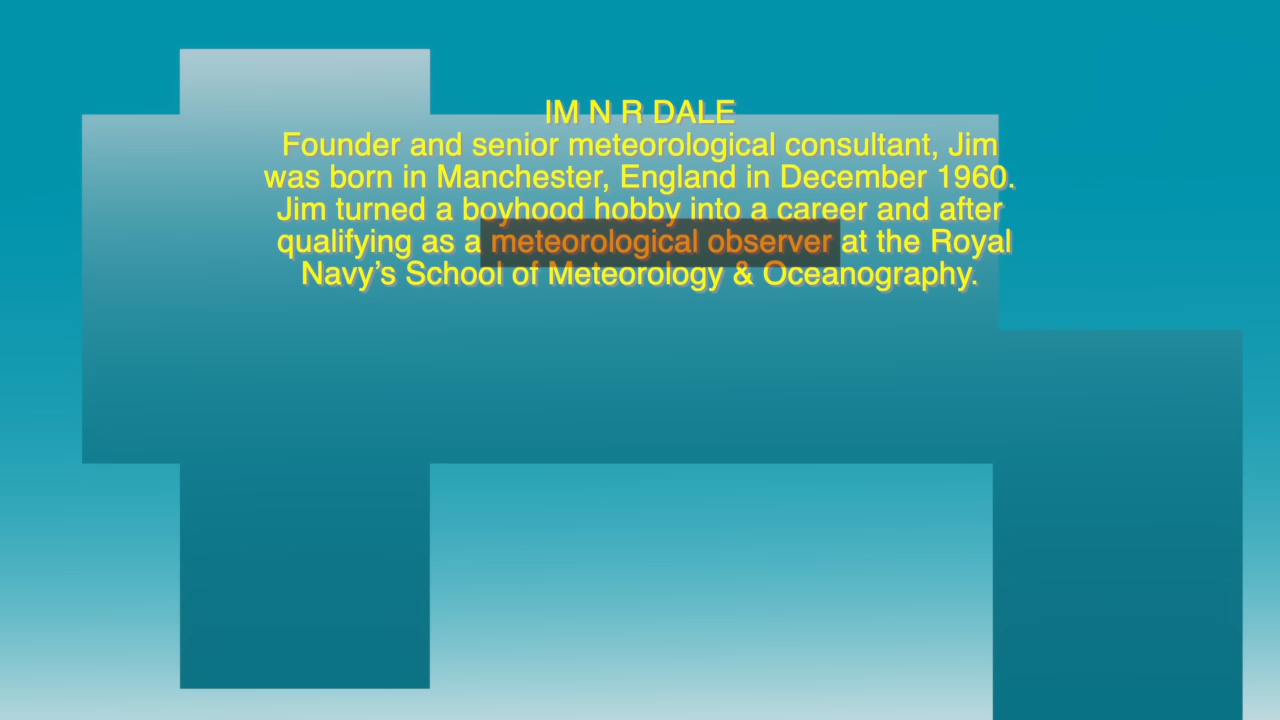 IM N R DALE
Founder and senior meteorological consultant, Jim
was born in Manchester, England in December 1960.
Jim turned a boyhood hobby into a career and after
qualifying as a meteorological observer at the Royal
Navy’s School of Meteorology & Oceanography.